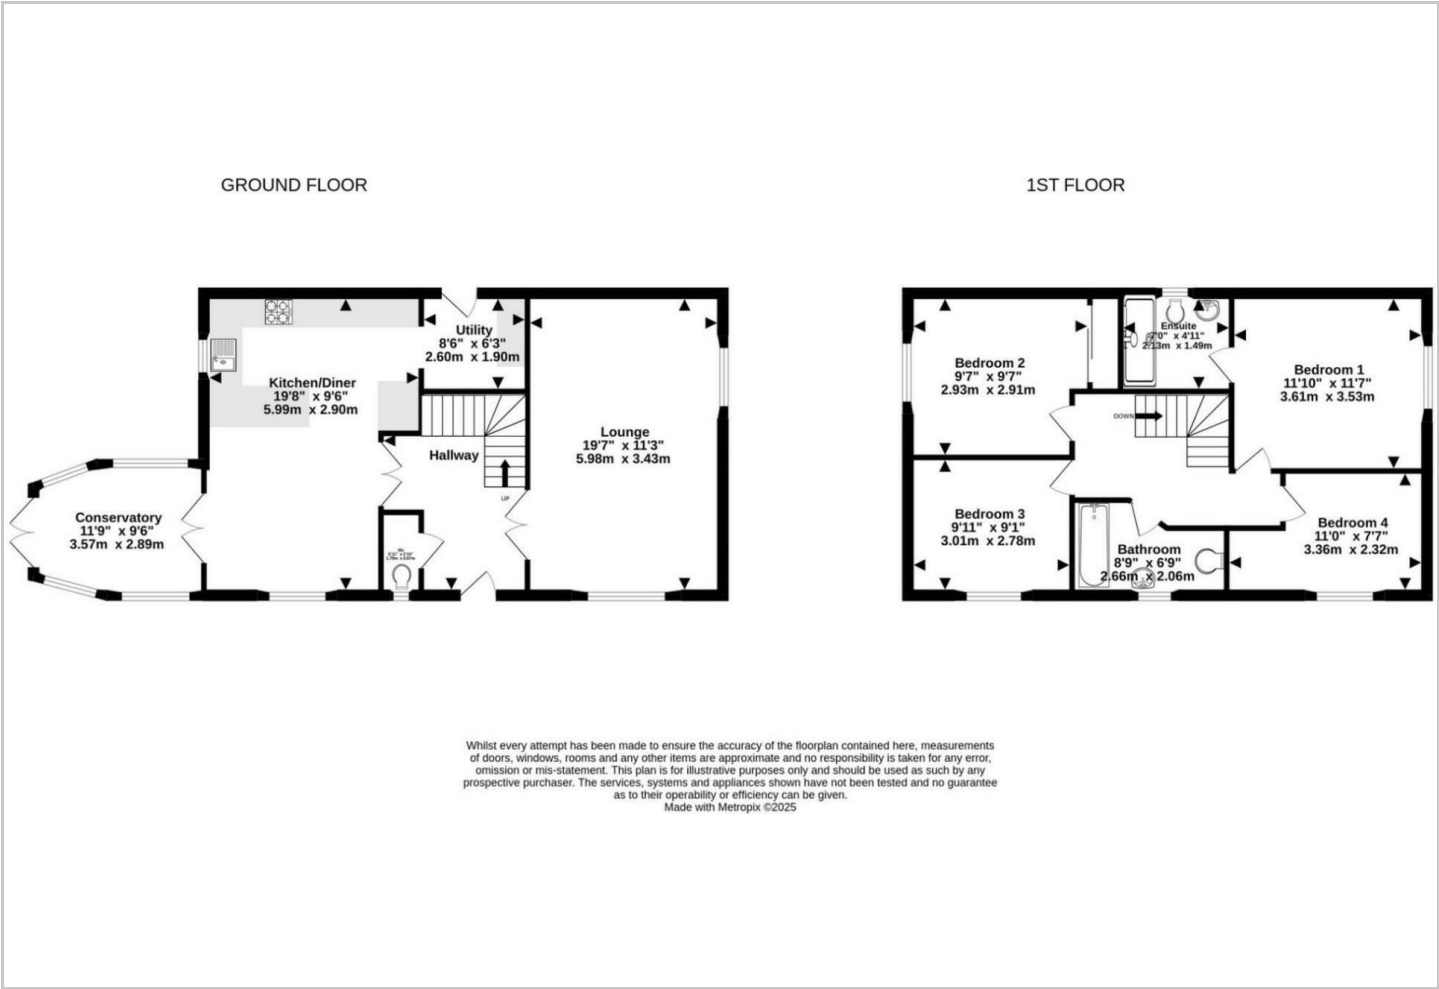 GROUND FLOOR
1ST FLOOR
Utility
8'6" x 6'3"
2.60m x 1.90m
Kitchen/Diner
19'8" x 9'6"
5.99m x 2.90m
Lounge
19'7" x 11'3"
5.98m x 3.43m
Hallway
UP
Conservatory
11'9" x 9'6"
3.57m x 2.89m
Ensuite
7'0" x 4'11"
2.13m x 1.49m
Bedroom 2
9'7" x 9'7"
2.93m x 2.91m
Bedroom 1
11'10" x 11'7"
3.61m x 3.53m
DOWN
Bedroom 3
9'11" x 9'1"
3.01m x 2.78m
Bathroom
8'9" x 6'9"
2.66m x 2.06m
Bedroom 4
11'0" x 7'7"
3.36m x 2.32m
Whilst every attempt has been made to ensure the accuracy of the floorplan contained here, measurements
of doors, windows, rooms and any other items are approximate and no responsibility is taken for any error,
omission or mis-statement. This plan is for illustrative purposes only and should be used as such by any
prospective purchaser. The services, systems and appliances shown have not been tested and no guarantee
as to their operability or efficiency can be given.
Made with Metropix ©2025